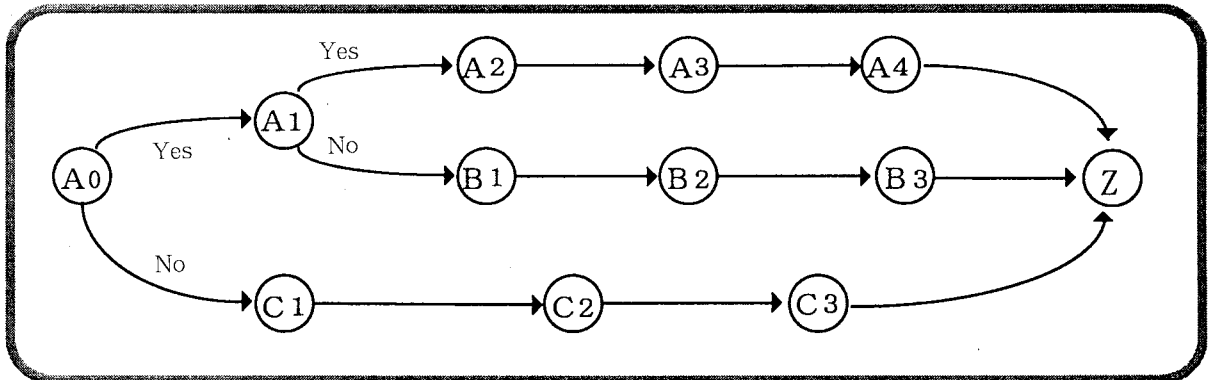 Yes
A2
A3
A4
A1
Yes
No
A0
B1
B2
B3
Z
No
C1
C2
C3